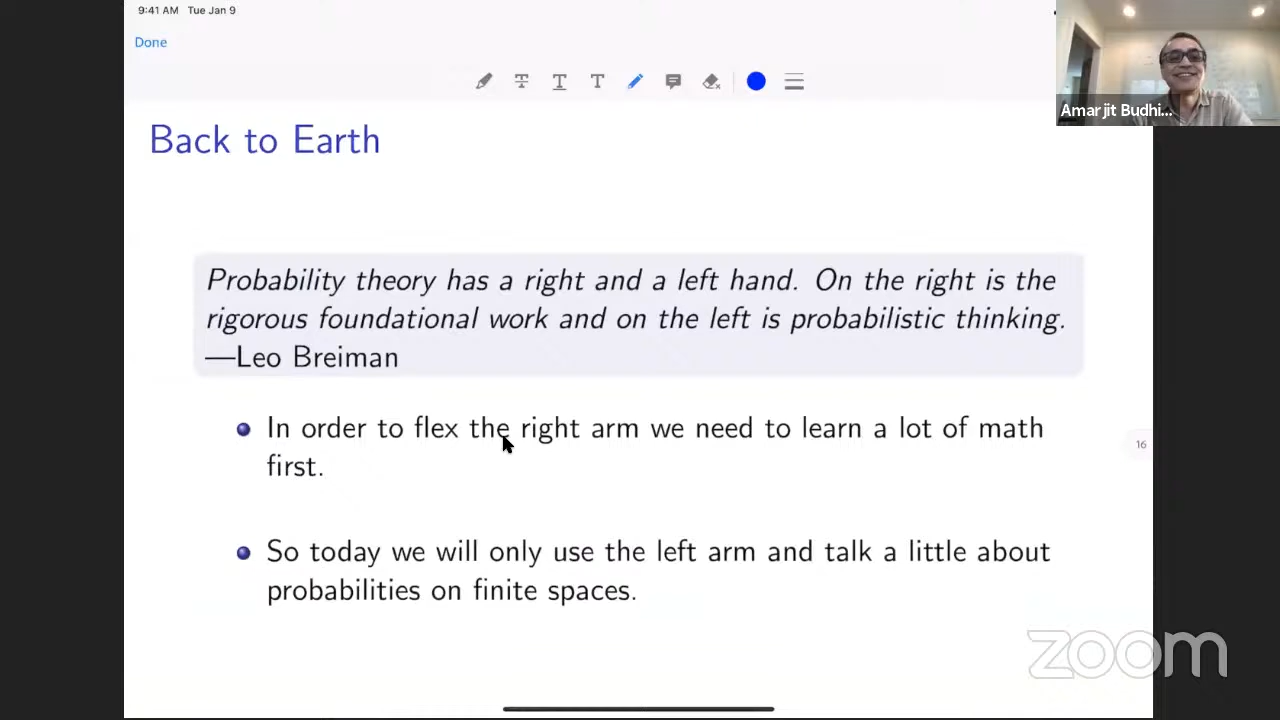 9:41 AM Tue Jan 9
Done
Amarjit Budhi...
Back to Earth
Probability theory has a right and a left hand. On the right is the
rigorous foundational work and on the left is probabilistic thinking.
—Leo Breiman
In order to flex the right arm we need to learn a lot of math
first.
16
So today we will only use the left arm and talk a little about
probabilities on finite spaces.
zoom